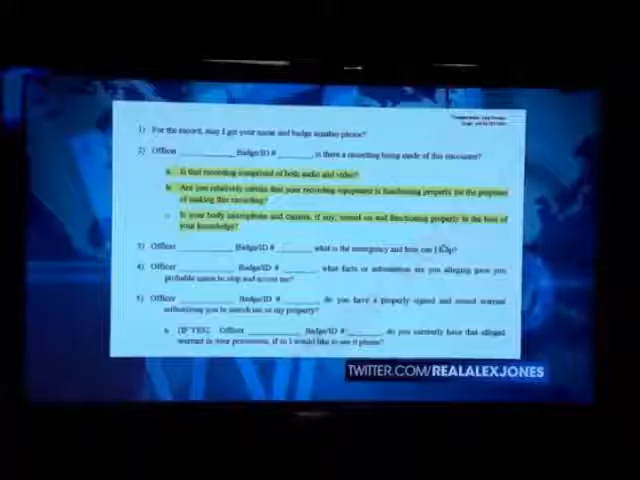 1) For the record, may I get your name and badge number please?
2) Officer ____________ Badge/ID # ________, is there a recording being made of this encounter?
a. Is that recording comprised of both audio and video?
b. Are you relatively certain that your recording equipment is functioning properly for the purposes
of making this recording?
c. Is your body microphone and camera, if any, turned on and functioning properly to the best of
your knowledge?
3) Officer ____________ Badge/ID # ________ what is the emergency and how can I help?
4) Officer ____________ Badge/ID # ________, what facts or information are you alleging gave you
probable cause to stop and accost me?
5) Officer ____________ Badge/ID # ________, do you have a properly signed and issued warrant
authorizing you to search me or my property?
a. [IF YES] Officer ____________ Badge/ID # ________, do you currently have that alleged
warrant in your possession, if so I would like to see it please?
TWITTER.COM/REALALEXJONES